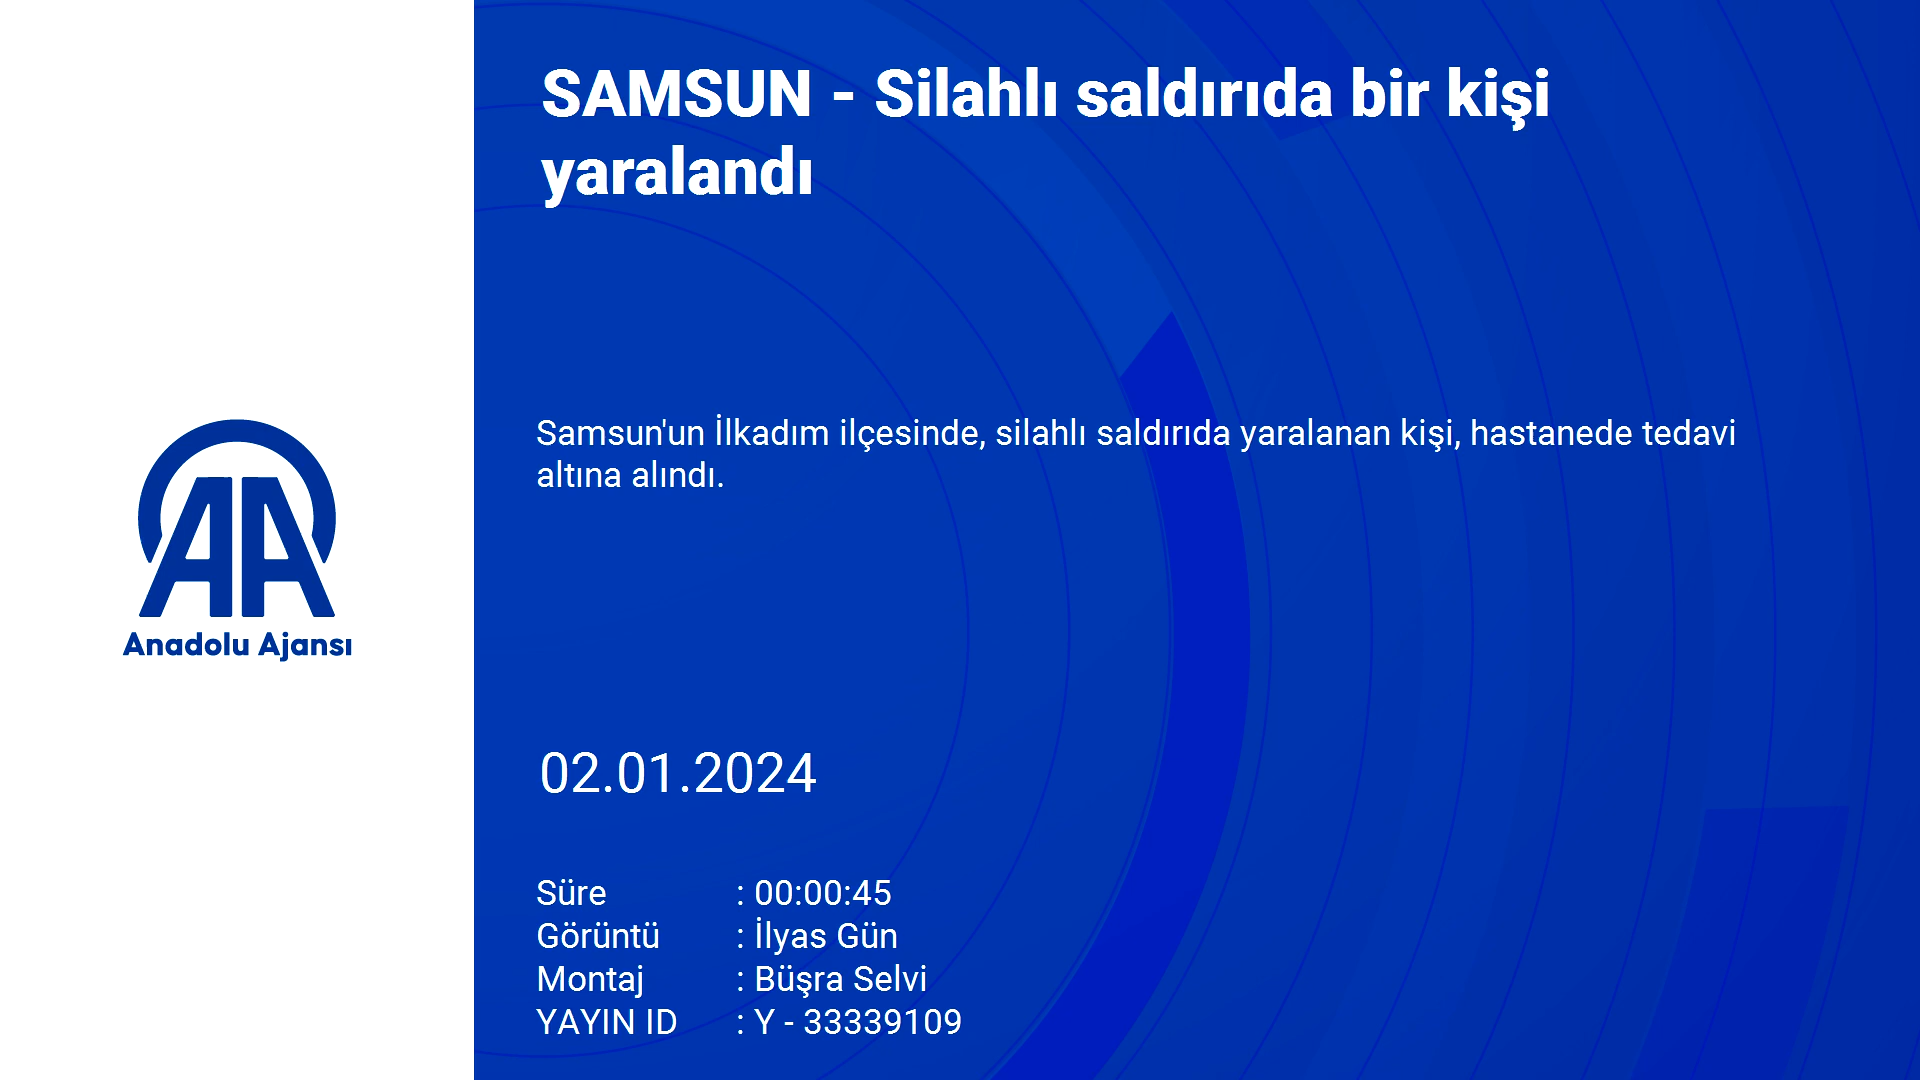 SAMSUN - Silahlı saldırıda bir kişi
yaralandı
Samsun'un İlkadım ilçesinde, silahlı saldırıda yaralanan kişi, hastanede tedavi
altına alındı.
AA
Anadolu Ajansı
02.01.2024
Süre : 00:00:45
Görüntü : İlyas Gün
Montaj : Büşra Selvi
YAYIN ID : Y - 33339109